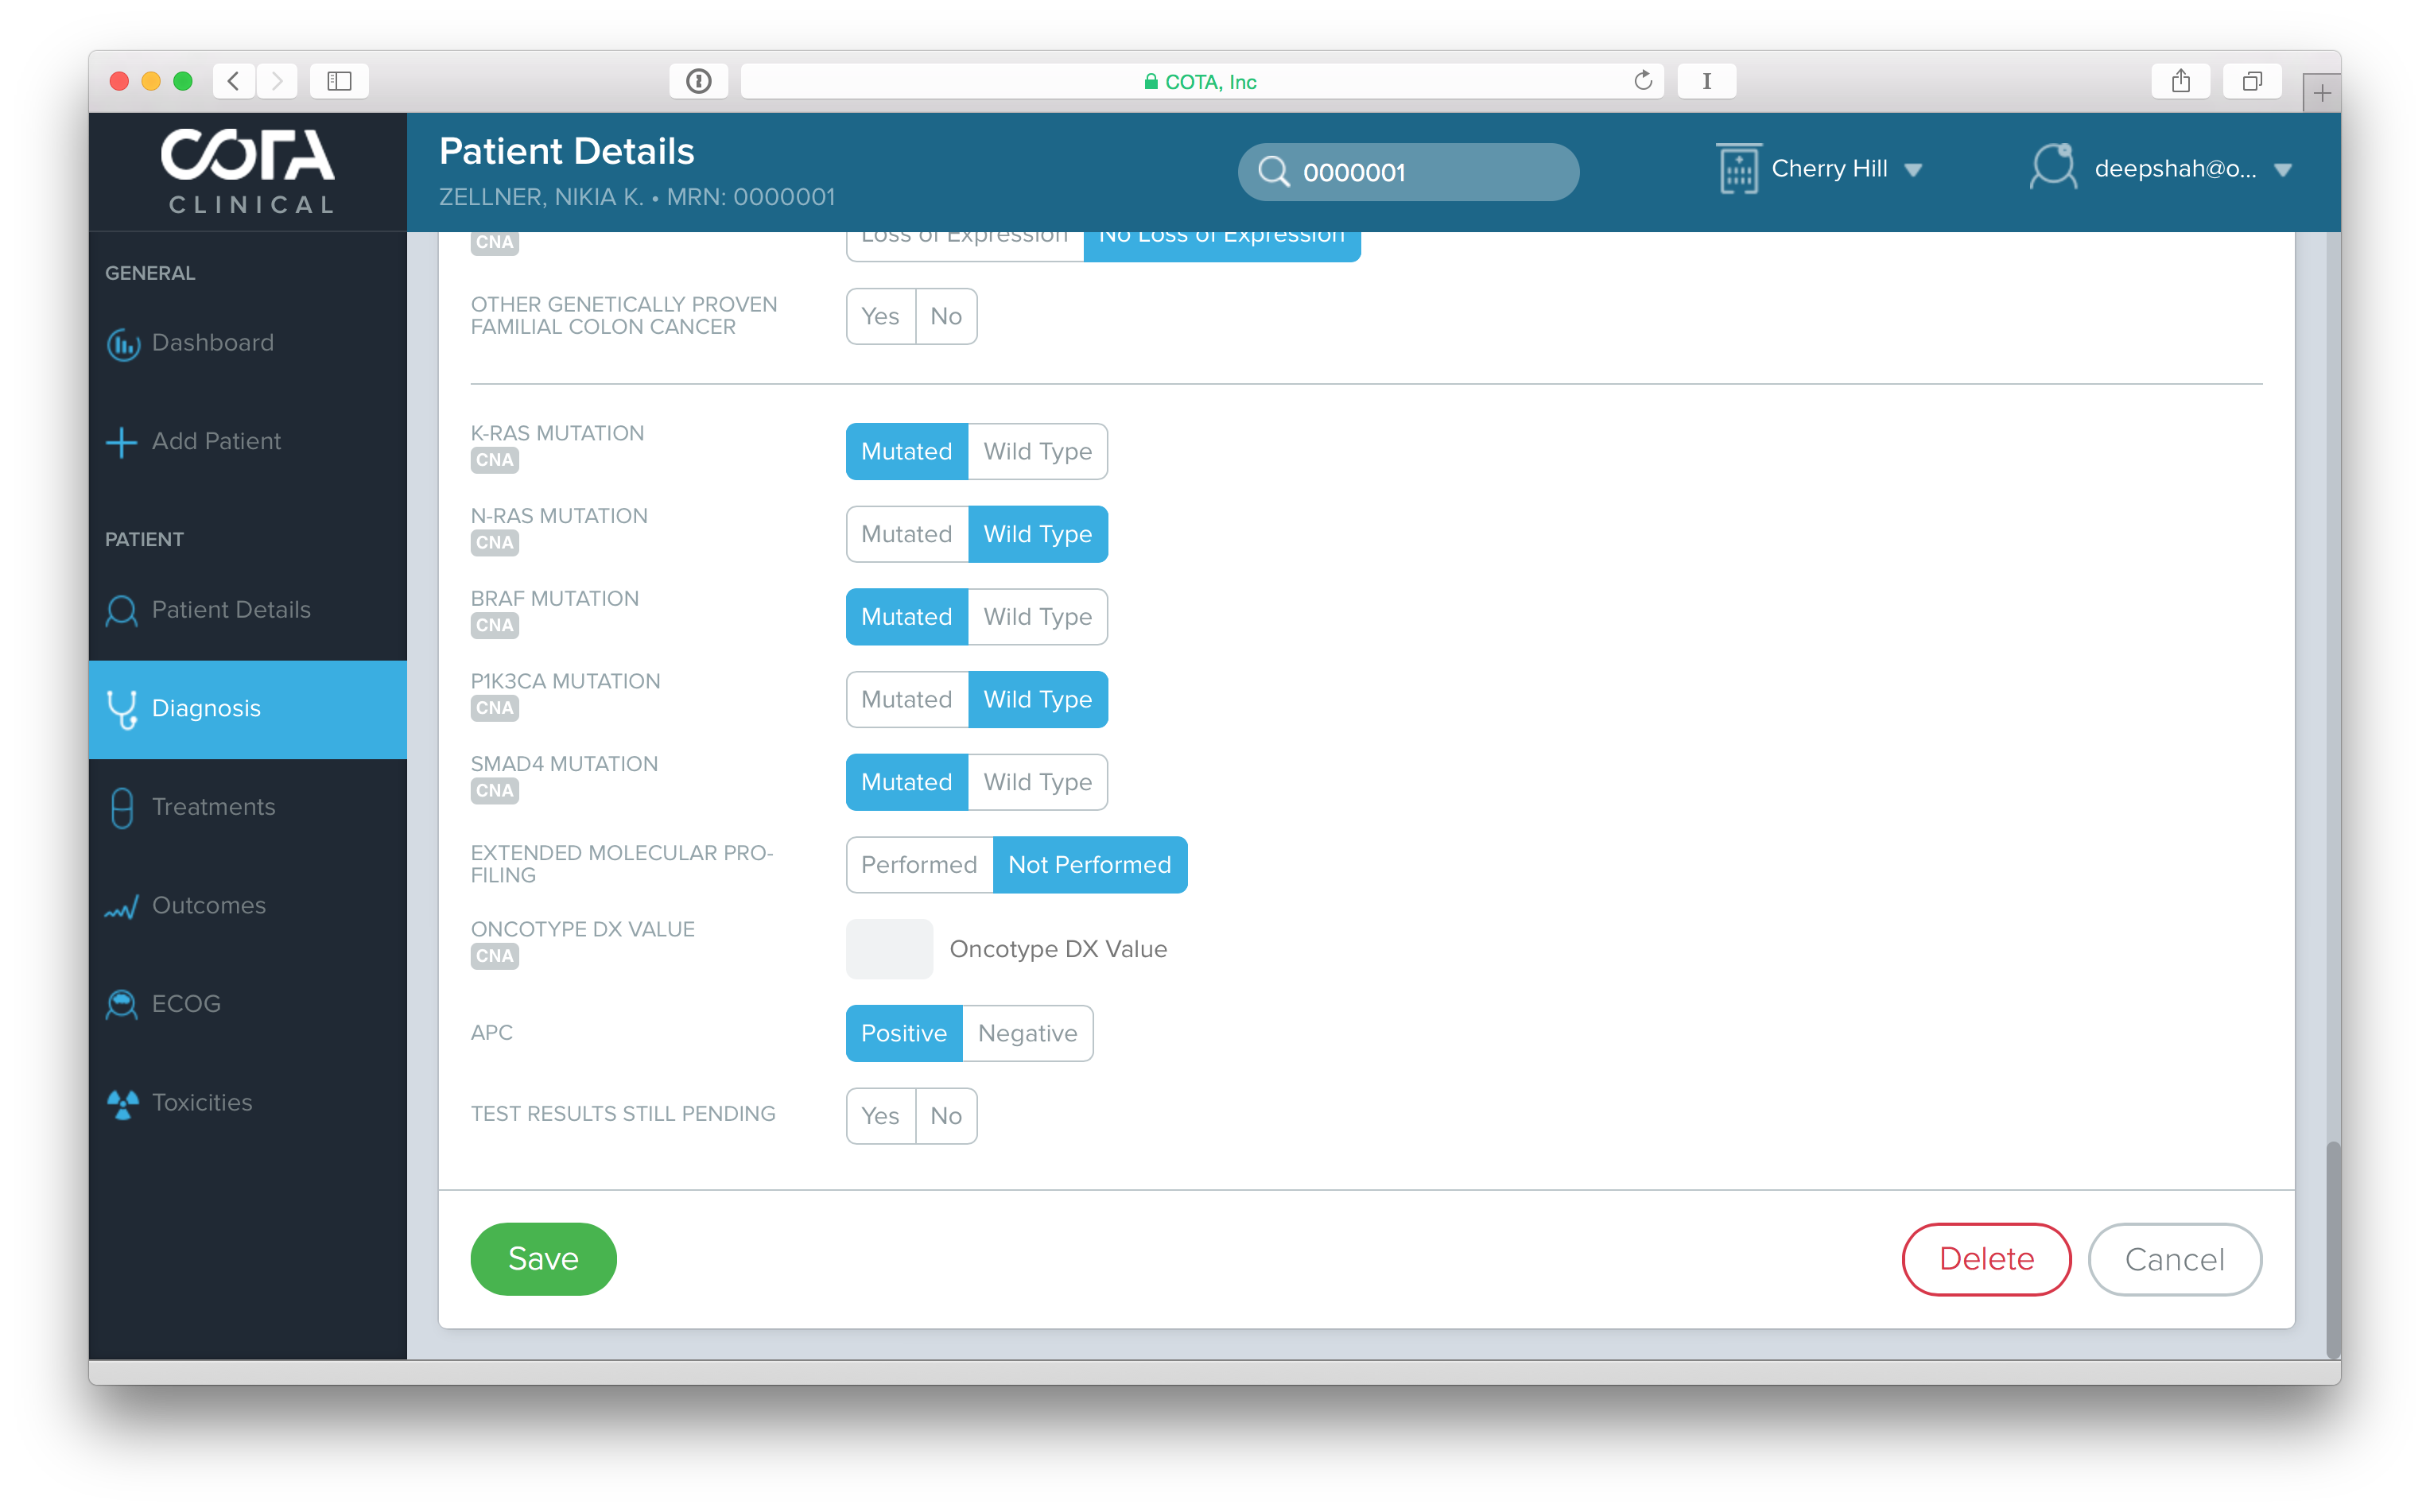 COTA, Inc
COTA
CLINICAL
Patient Details
ZELLNER, NIKIA K. • MRN: 0000001
0000001
Cherry Hill
deepshah@o...
GENERAL
Dashboard
Add Patient
PATIENT
Patient Details
Diagnosis
Treatments
Outcomes
ECOG
Toxicities
CNA
Loss of Expression No Loss of Expression
OTHER GENETICALLY PROVEN
FAMILIAL COLON CANCER
Yes No
K-RAS MUTATION
CNA
Mutated Wild Type
N-RAS MUTATION
CNA
Mutated Wild Type
BRAF MUTATION
CNA
Mutated Wild Type
P1K3CA MUTATION
CNA
Mutated Wild Type
SMAD4 MUTATION
CNA
Mutated Wild Type
EXTENDED MOLECULAR PRO-
FILING
Performed Not Performed
ONCOTYPE DX VALUE
CNA
Oncotype DX Value
APC
Positive Negative
TEST RESULTS STILL PENDING
Yes No
Save
Delete Cancel